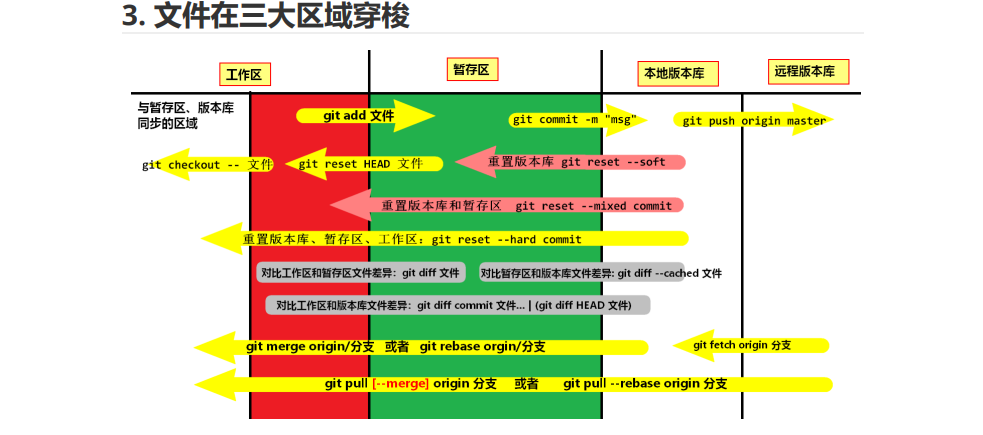 3. 文件在三大区域穿梭
工作区
暂存区
本地版本库
远程版本库
与暂存区、版本库
同步的区域
git add 文件
git commit -m "msg"
git push origin master
git checkout -- 文件
git reset HEAD 文件
重置版本库 git reset --soft
重置版本库和暂存区 git reset --mixed commit
重置版本库、暂存区、工作区: git reset --hard commit
对比工作区和暂存区文件差异: git diff 文件
对比暂存区和版本库文件差异: git diff --cached 文件
对比工作区和版本库文件差异: git diff commit 文件... | (git diff HEAD 文件)
git merge origin/分支 或者 git rebase orgin/分支
git fetch origin 分支
git pull [--merge] origin 分支 或者 git pull --rebase origin 分支